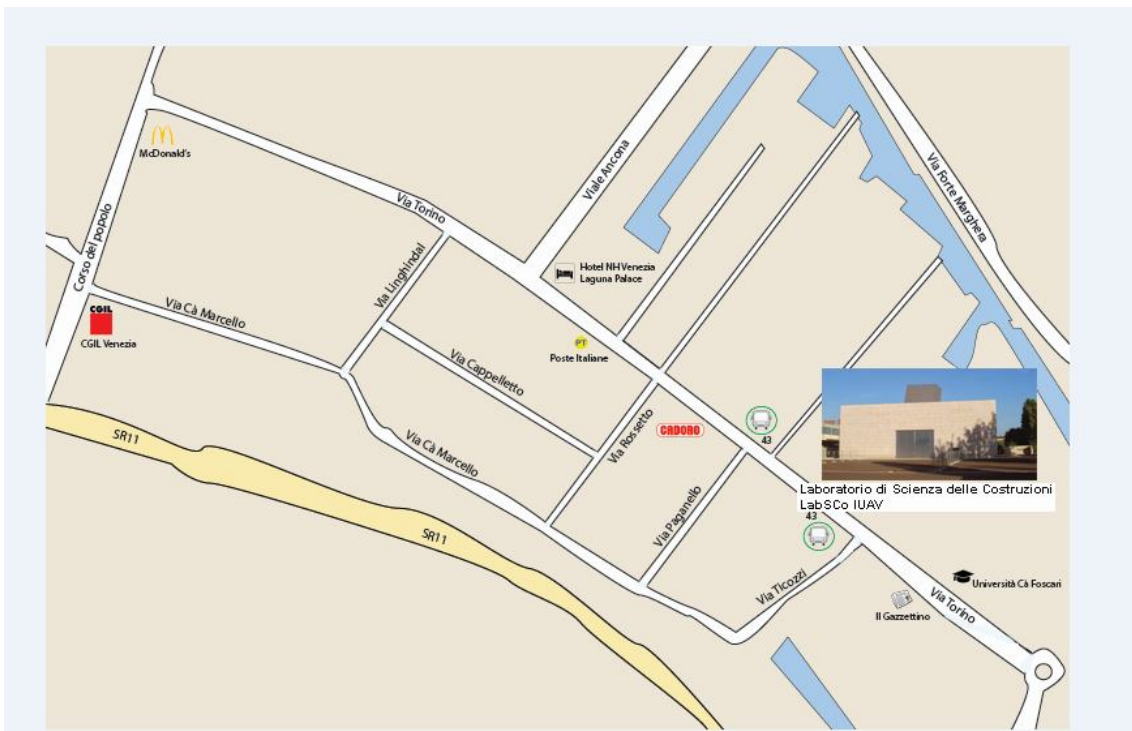 McDonald's
Via Torino
Viale Ancona
Via Forte Marghera
Corso del popolo
Via Linghindal
Hotel NH Venezia
Laguna Palace
Via Cà Marcello
CGIL
CGIL Venezia
PT
Poste Italiane
Via Cappelletto
Via Rossetto
CADORO
43
SR11
Via Cà Marcello
Laboratorio di Scienza delle Costruzioni
LabSCo IUAV
43
Via Paganello
SR11
Via Ticozzi
Università Cà Foscari
Il Gazzettino
Via Torino